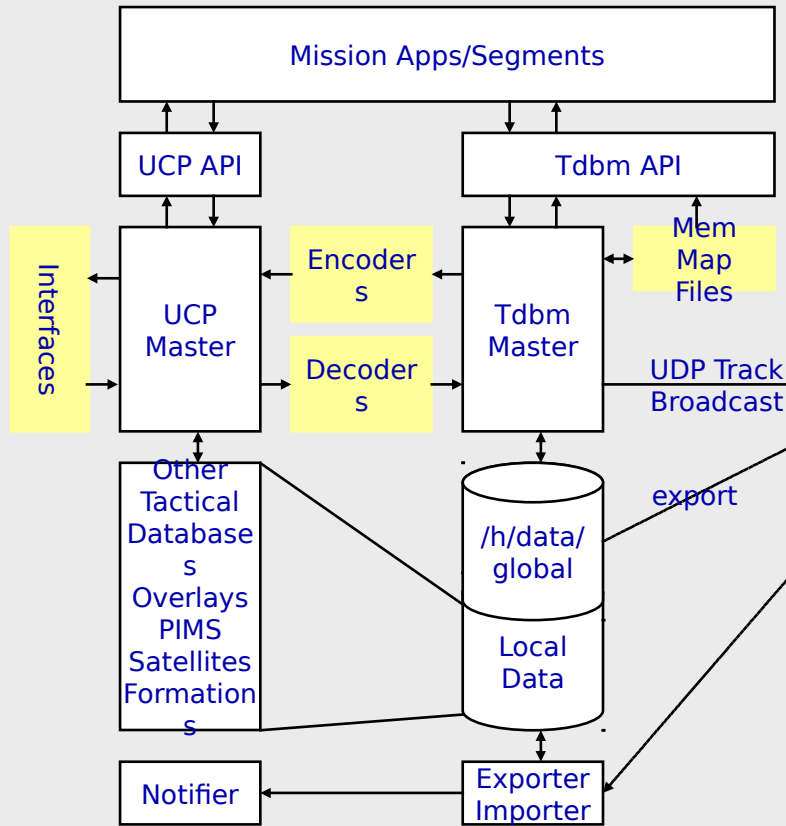 Mission Apps/Segments
UCP API
Tdbm API
Interfaces
UCP
Master
Encoder
s
Decoder
s
Tdbm
Master
Mem
Map
Files
UDP Track
Broadcast
Other
Tactical
Database
s
Overlays
PIMS
Satellites
Formation
s
/h/data/
global
Local
Data
export
Notifier
Exporter
Importer